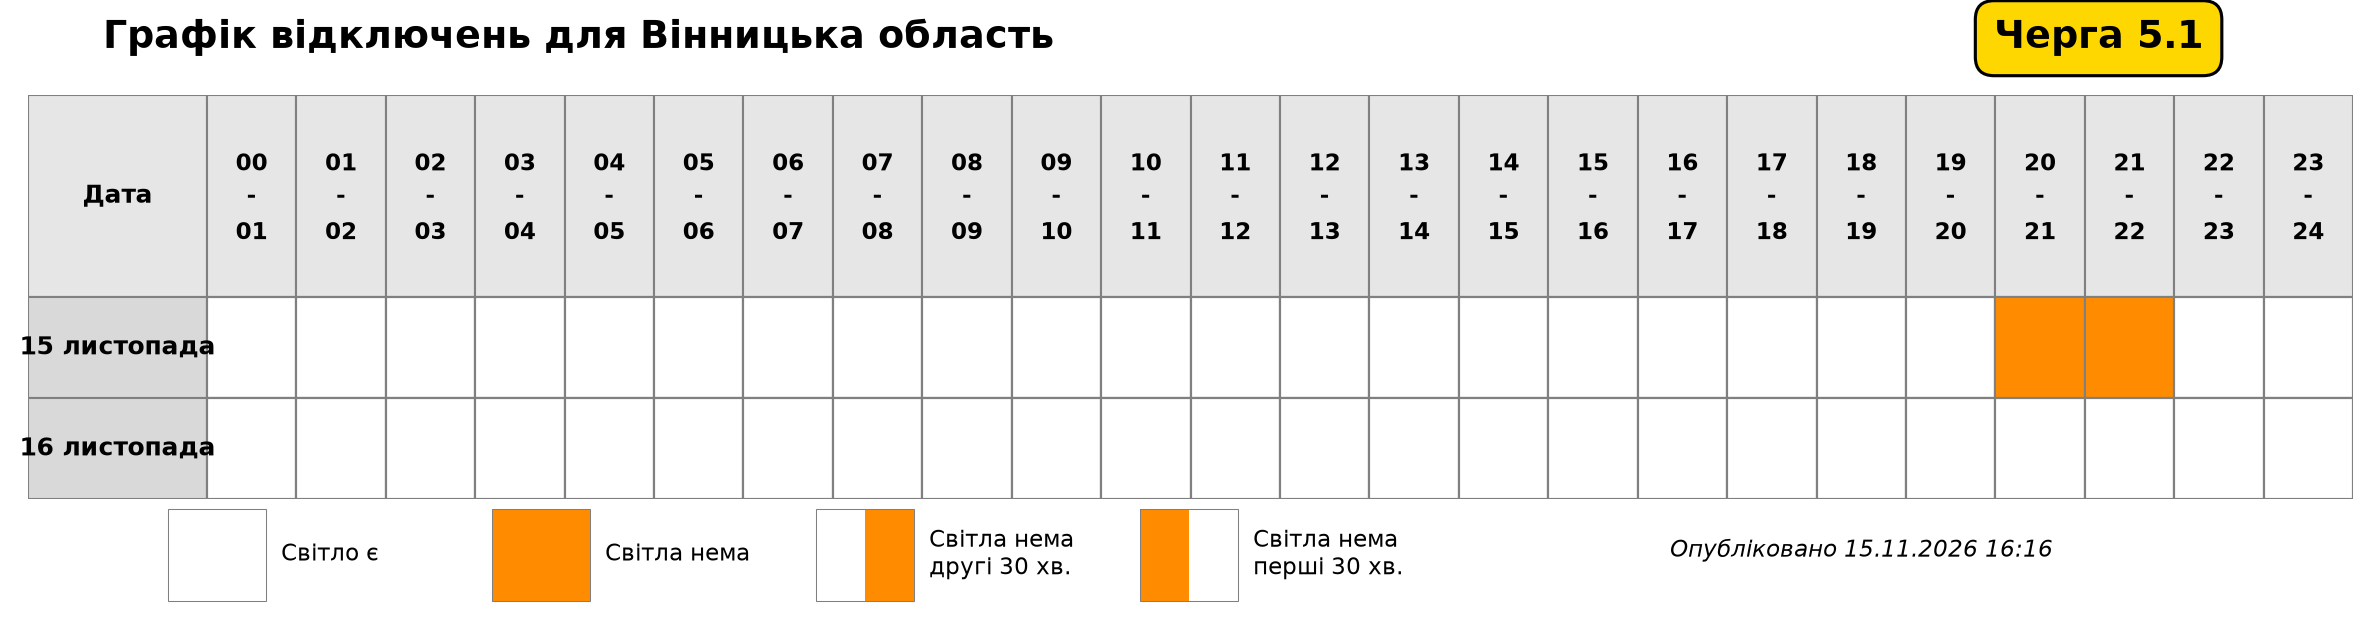 Графік відключень для Вінницька область
Черга 5.1
Дата
00 - 01
01 - 02
02 - 03
03 - 04
04 - 05
05 - 06
06 - 07
07 - 08
08 - 09
09 - 10
10 - 11
11 - 12
12 - 13
13 - 14
14 - 15
15 - 16
16 - 17
17 - 18
18 - 19
19 - 20
20 - 21
21 - 22
22 - 23
23 - 24
15 листопада
16 листопада
Світло є
Світла нема
Світла нема
другі 30 хв.
Світла нема
перші 30 хв.
Опубліковано 15.11.2026 16:16